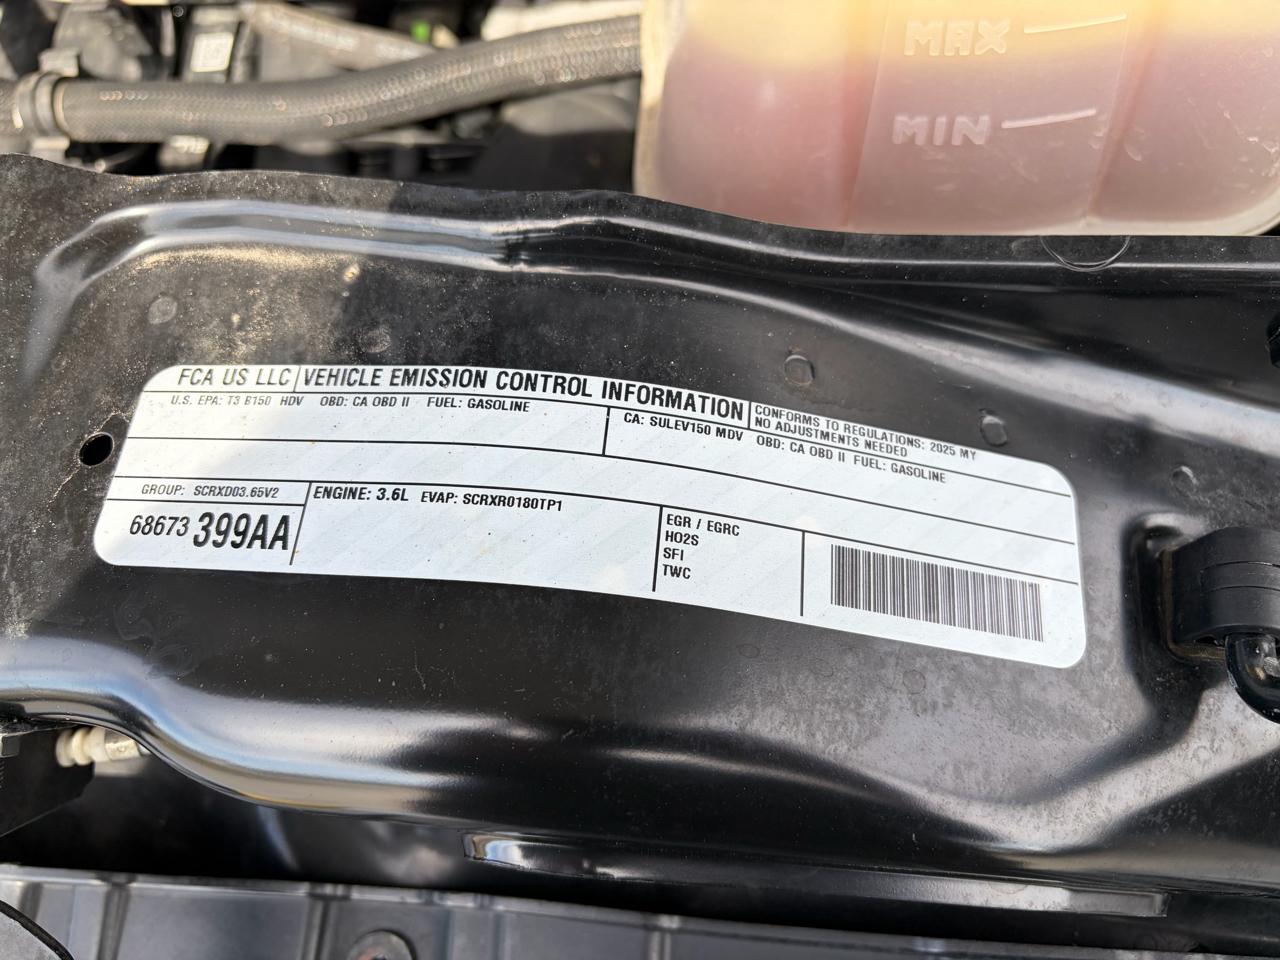 MAX
MIN
FCA US LLC VEHICLE EMISSION CONTROL INFORMATION
CONFORMS TO REGULATIONS: 2025 MY
NO ADJUSTMENTS NEEDED
U.S. EPA: T3 B150 HDV OBD: CA OBD II FUEL: GASOLINE
CA: SULEV150 MDV OBD: CA OBD II FUEL: GASOLINE
GROUP: SCRXD03.65V2
ENGINE: 3.6L EVAP: SCRXR0180TP1
68673 399AA
EGR / EGRC
HO2S
SFI
TWC